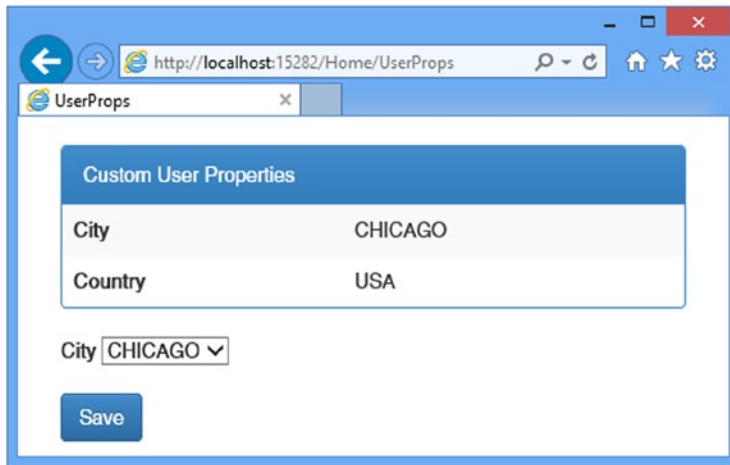 http://localhost:15282/Home/UserProps
UserProps
Custom User Properties
City CHICAGO
Country USA
City CHICAGO
Save